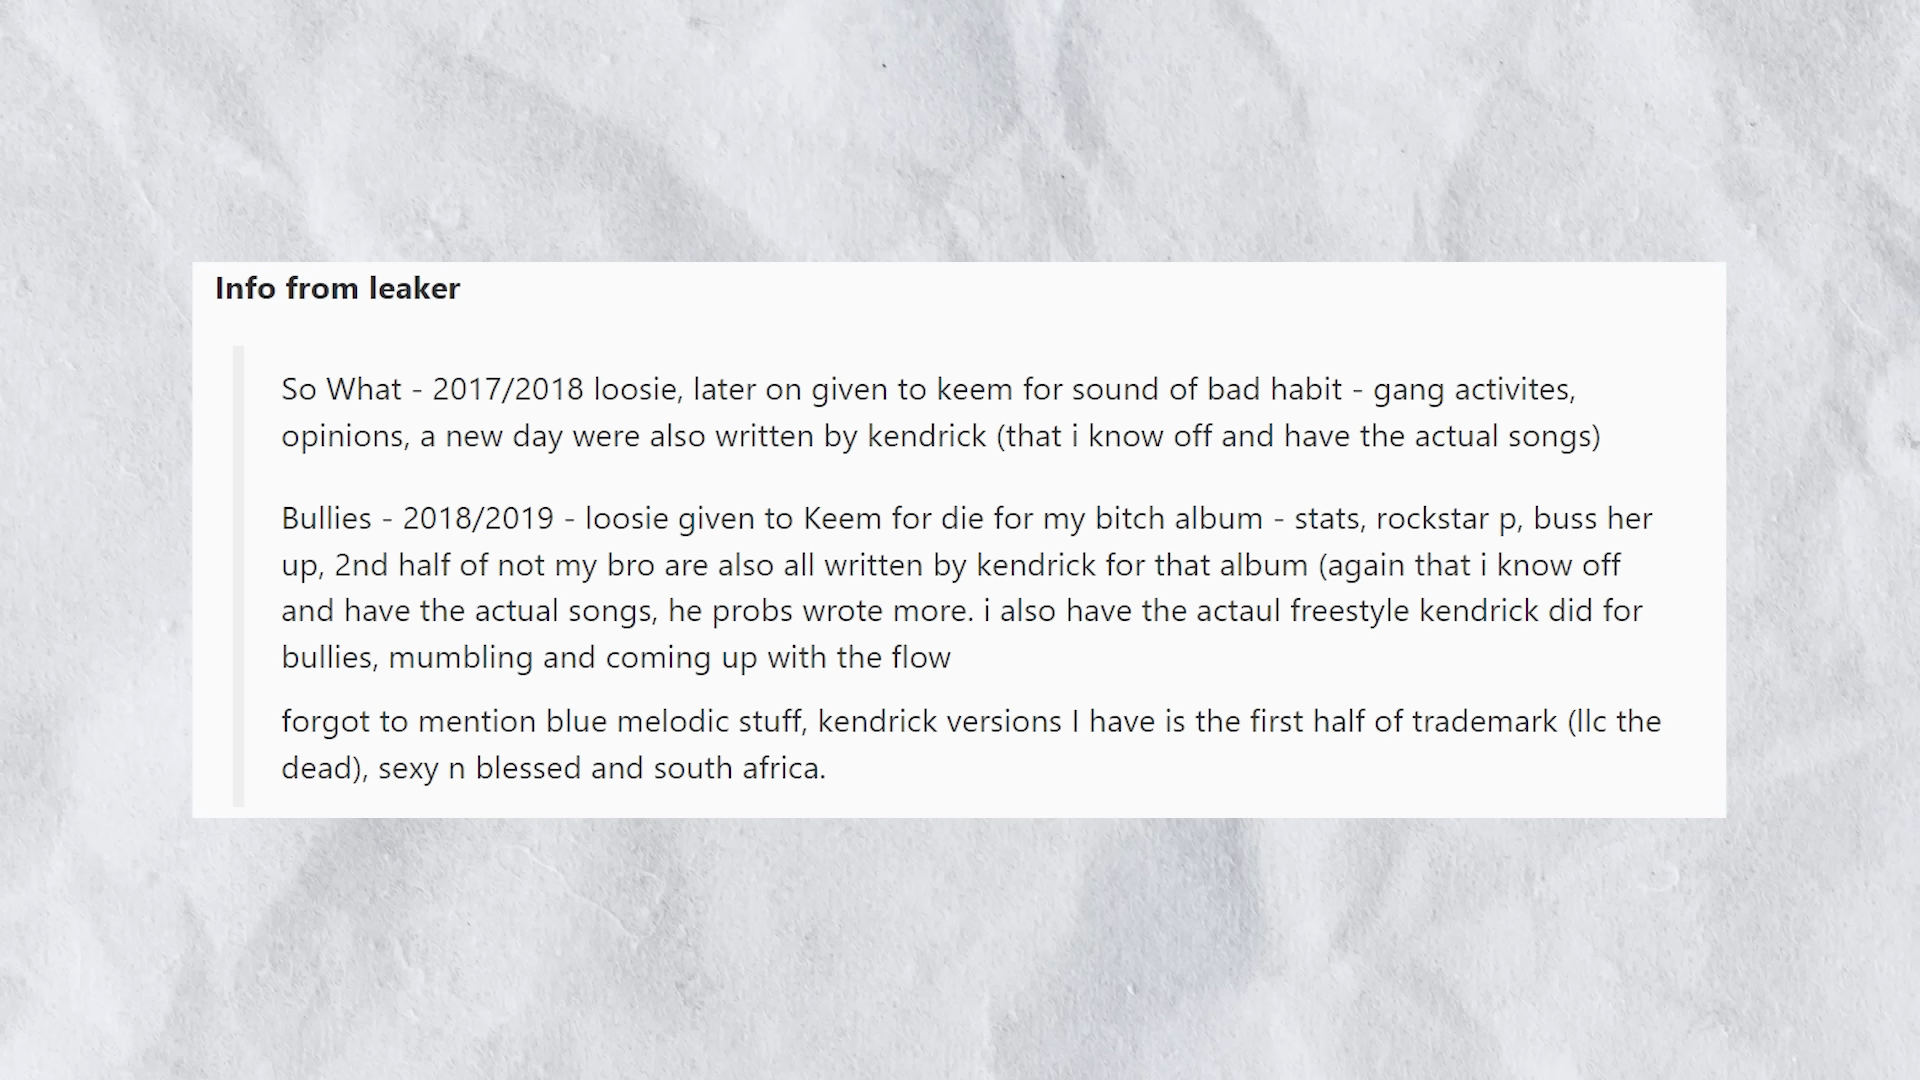 Info from leaker
So What - 2017/2018 loosie, later on given to keem for sound of bad habit - gang activites,
opinions, a new day were also written by kendrick (that i know off and have the actual songs)
Bullies - 2018/2019 - loosie given to Keem for die for my bitch album - stats, rockstar p, buss her
up, 2nd half of not my bro are also all written by kendrick for that album (again that i know off
and have the actual songs, he probs wrote more. i also have the actaul freestyle kendrick did for
bullies, mumbling and coming up with the flow
forgot to mention blue melodic stuff, kendrick versions I have is the first half of trademark (llc the
dead), sexy n blessed and south africa.